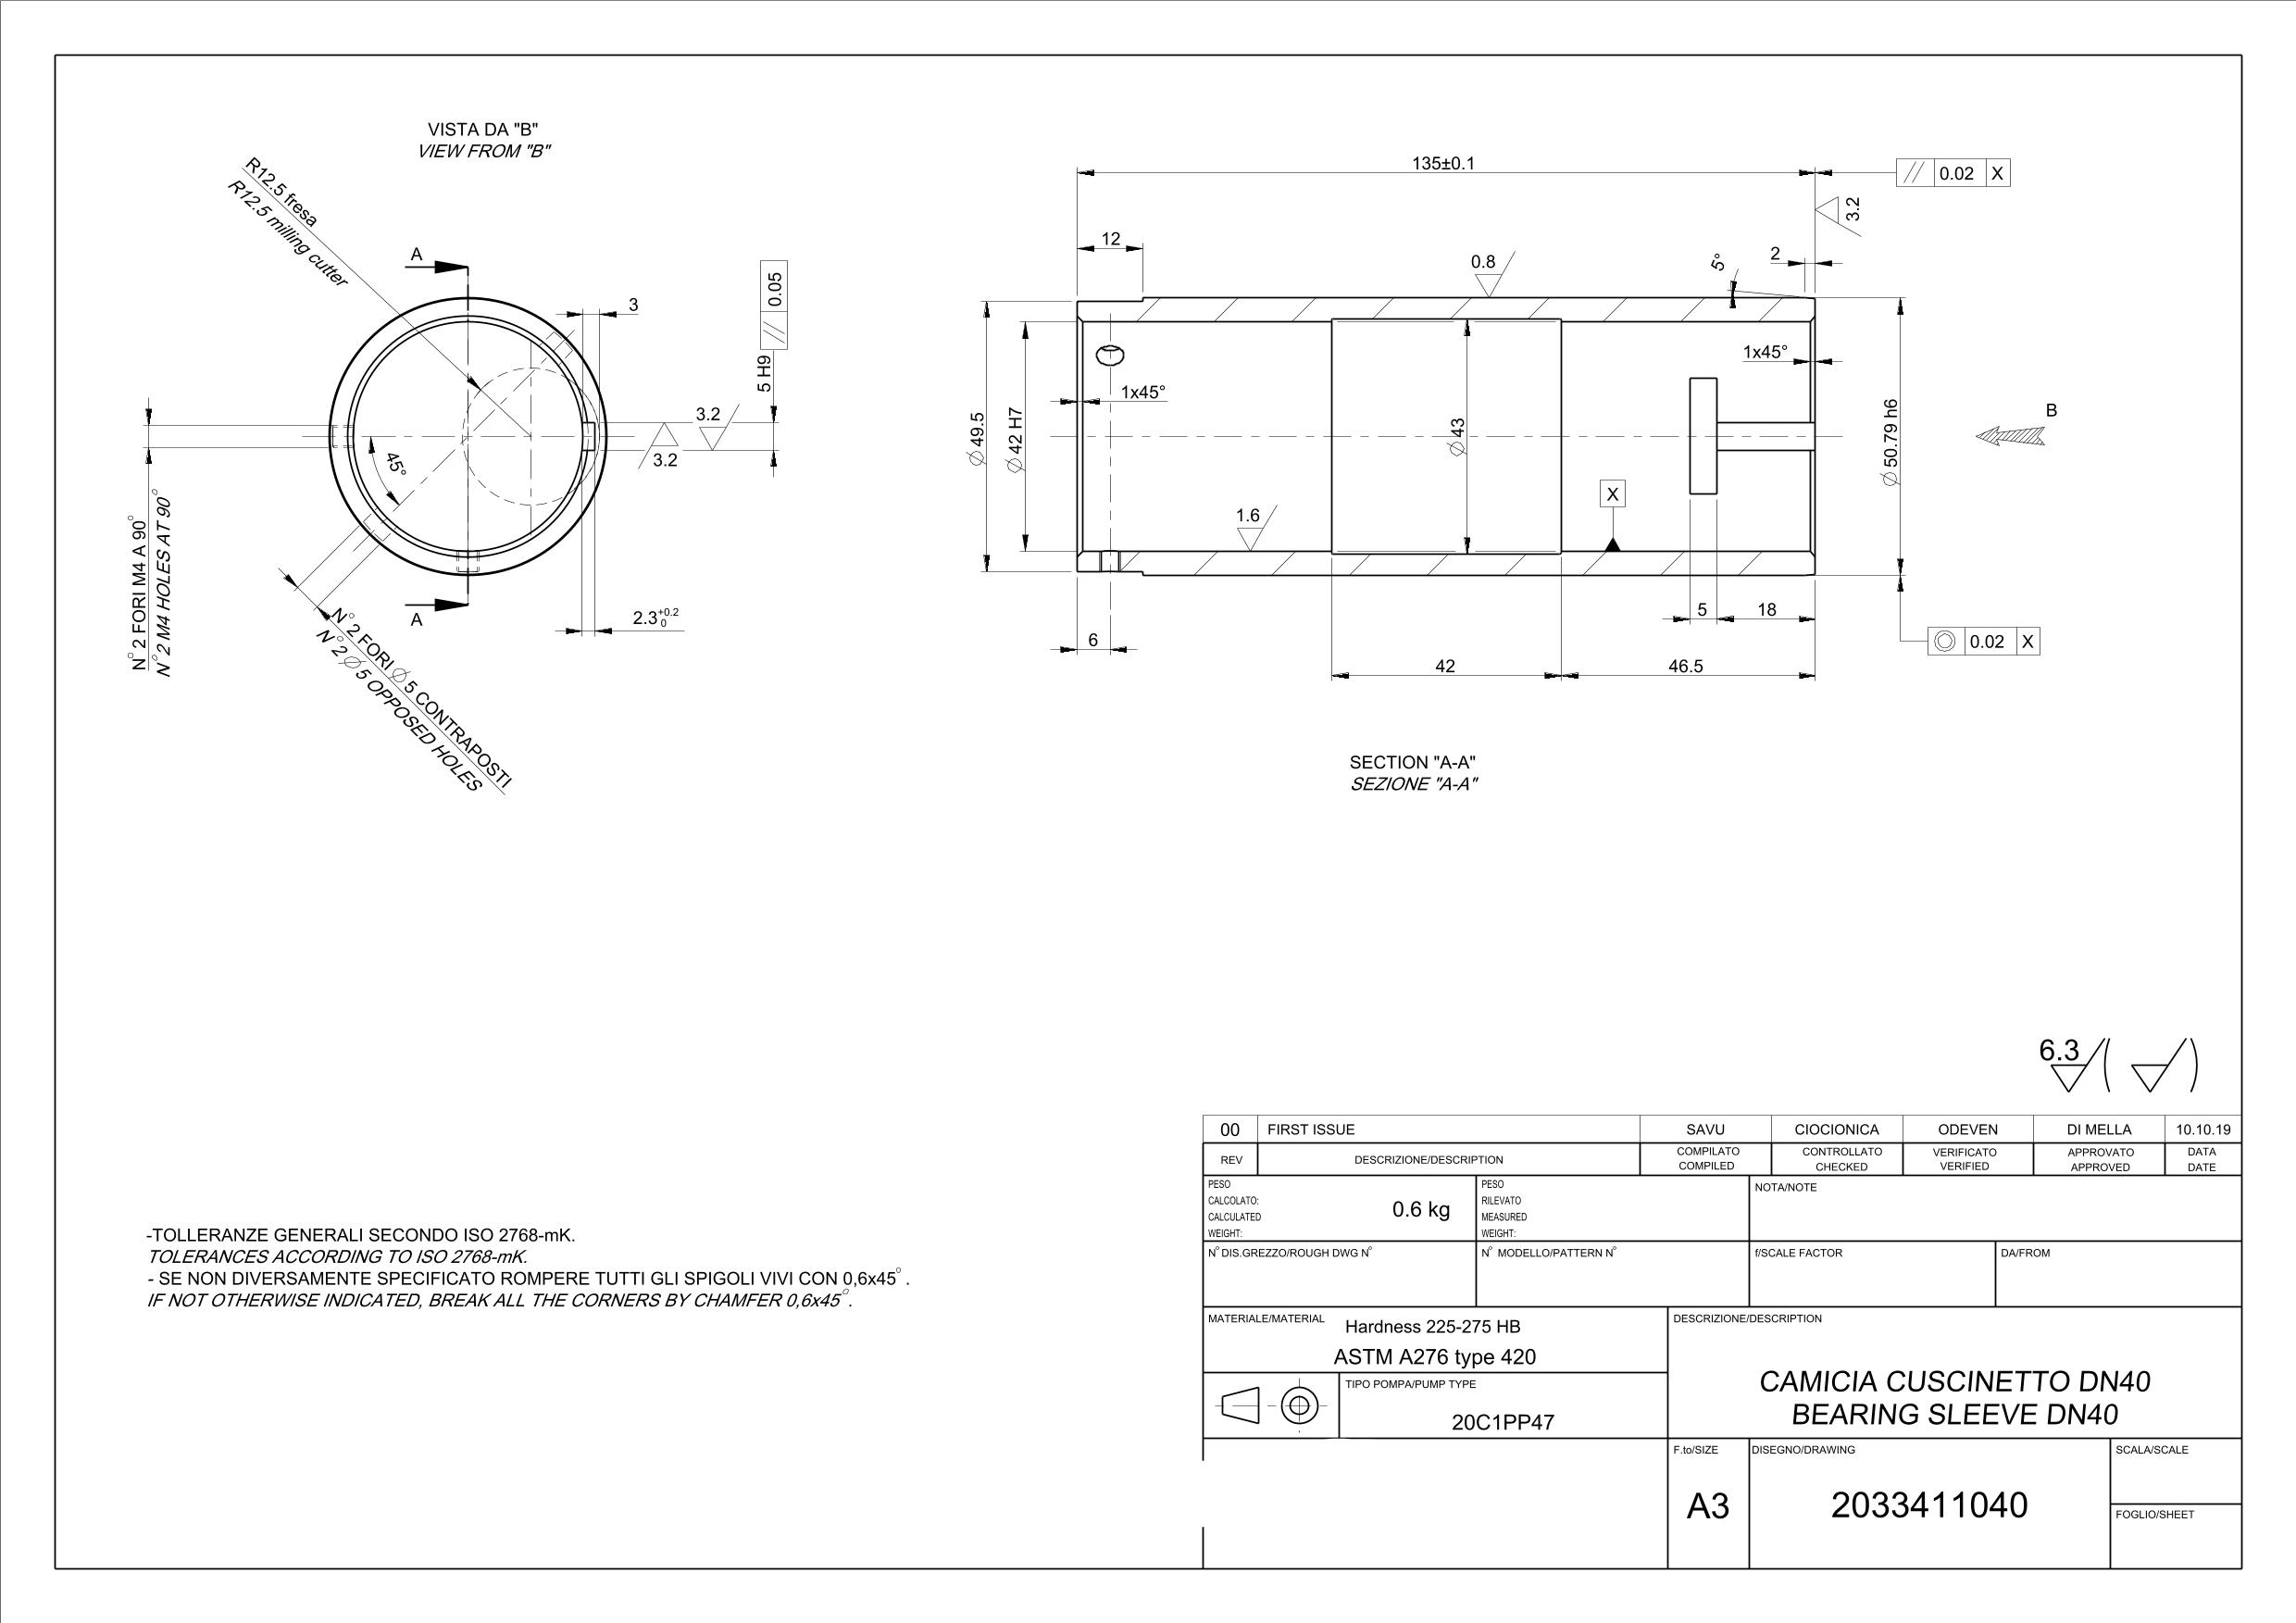 VISTA DA "B"
VIEW FROM "B"
R12.5 fresa
R12.5 milling cutter
A
A
3
5 H9
0.05
3.2
3.2
45°
2.3 +0.2 0
N°2 FORI M4 A 90°
N°2 M4 HOLES AT 90°
N°2 FORI ∅ 5 CONTRAPOSTI
N°2 ∅ 5 OPPOSED HOLES
135±0.1
// 0.02 X
3.2
12
0.8
5°
2
1x45°
1x45°
∅ 49.5
∅ 42 H7
∅ 43
∅ 50.79 h6
B
X
1.6
5
18
6
42
46.5
0.02 X
SECTION "A-A"
SEZIONE "A-A"
6.3
-TOLLERANZE GENERALI SECONDO ISO 2768-mK.
TOLERANCES ACCORDING TO ISO 2768-mK.
- SE NON DIVERSAMENTE SPECIFICATO ROMPERE TUTTI GLI SPIGOLI VIVI CON 0,6x45°.
IF NOT OTHERWISE INDICATED, BREAK ALL THE CORNERS BY CHAMFER 0,6x45°.
00 FIRST ISSUE SAVU CIOCIONICA ODEVEN DI MELLA 10.10.19
REV DESCRIZIONE/DESCRIPTION
COMPILATO
COMPILED
CONTROLLATO
CHECKED
VERIFICATO
VERIFIED
APPROVATO
APPROVED
DATA
DATE
PESO
CALCOLATO:
CALCULATED
WEIGHT:
0.6 kg
PESO
RILEVATO
MEASURED
WEIGHT:
NOTA/NOTE
N° DIS.GREZZO/ROUGH DWG N°
N° MODELLO/PATTERN N°
f/SCALE FACTOR
DA/FROM
MATERIALE/MATERIAL
Hardness 225-275 HB
ASTM A276 type 420
DESCRIZIONE/DESCRIPTION
CAMICIA CUSCINETTO DN40
BEARING SLEEVE DN40
TIPO POMPA/PUMP TYPE
20C1PP47
F.to/SIZE
A3
DISEGNO/DRAWING
2033411040
SCALA/SCALE
FOGLIO/SHEET